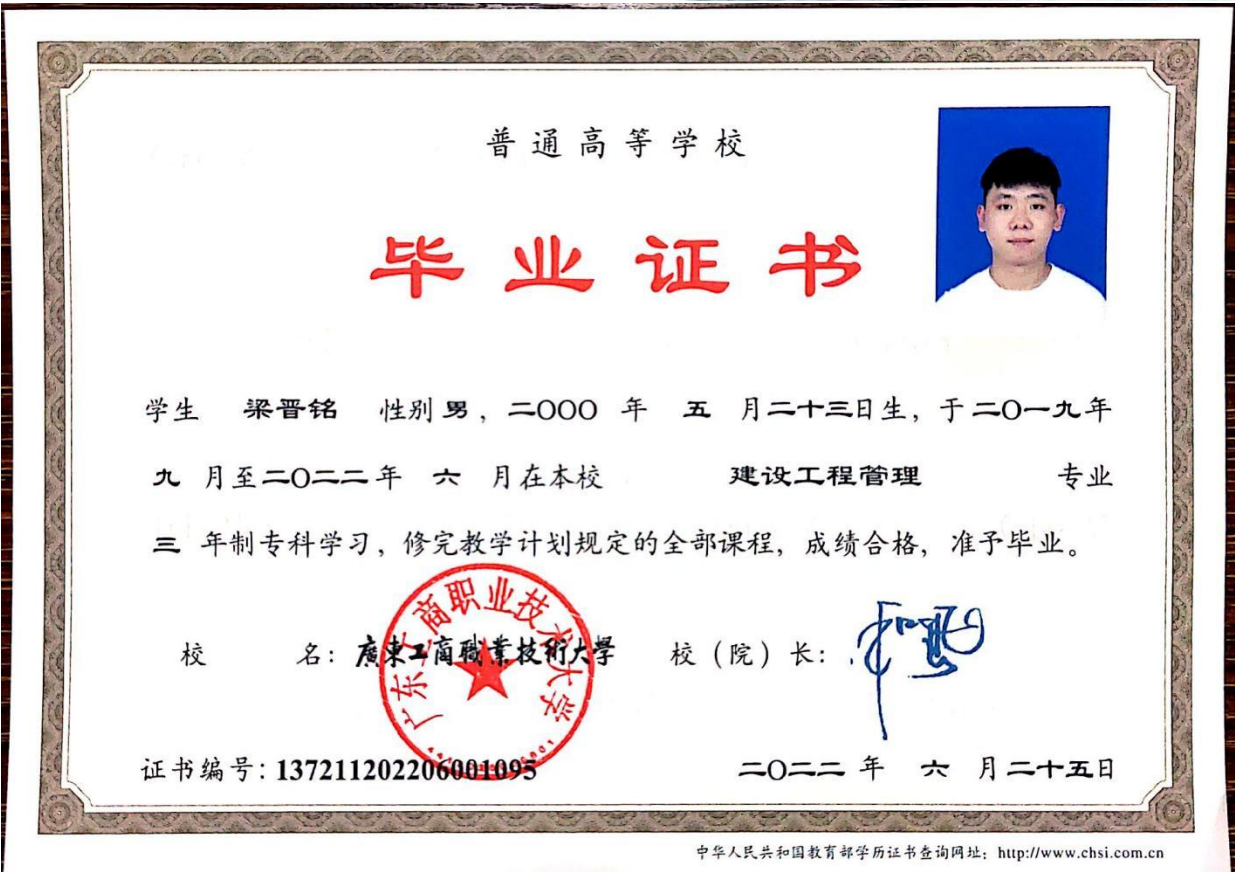 普通高等学校
毕业证书
学生 梁晋铭 性别 男，二〇〇〇 年 五 月二十三日生，于二〇一九年
九 月至二〇二二年 六 月在本校 建设工程管理 专业
三 年制专科学习，修完教学计划规定的全部课程，成绩合格，准予毕业。
广东工商职业技术大学
校 名：廣東工商職業技術大學 校（院）长：
证书编号：137211202206001095 二〇二二 年 六 月二十五日
中华人民共和国教育部学历证书查询网址：http://www.chsi.com.cn